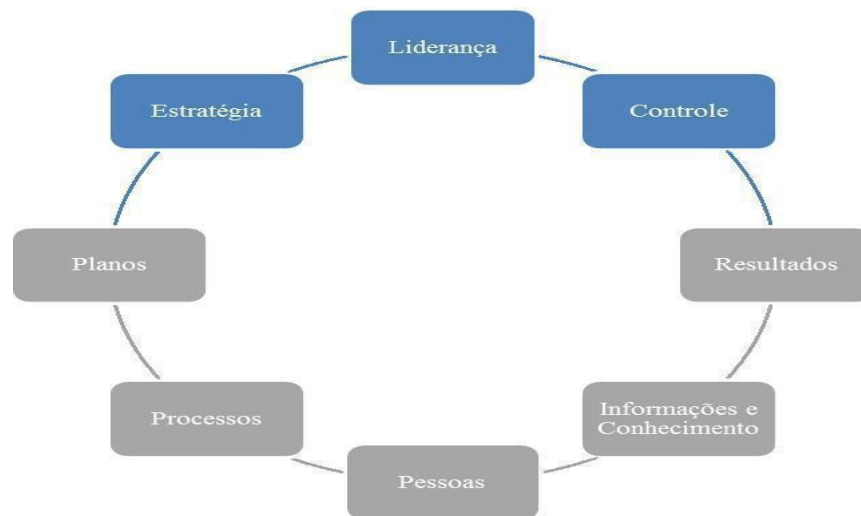 Liderança
Estratégia
Controle
Planos
Resultados
Processos
Informações e
Conhecimento
Pessoas